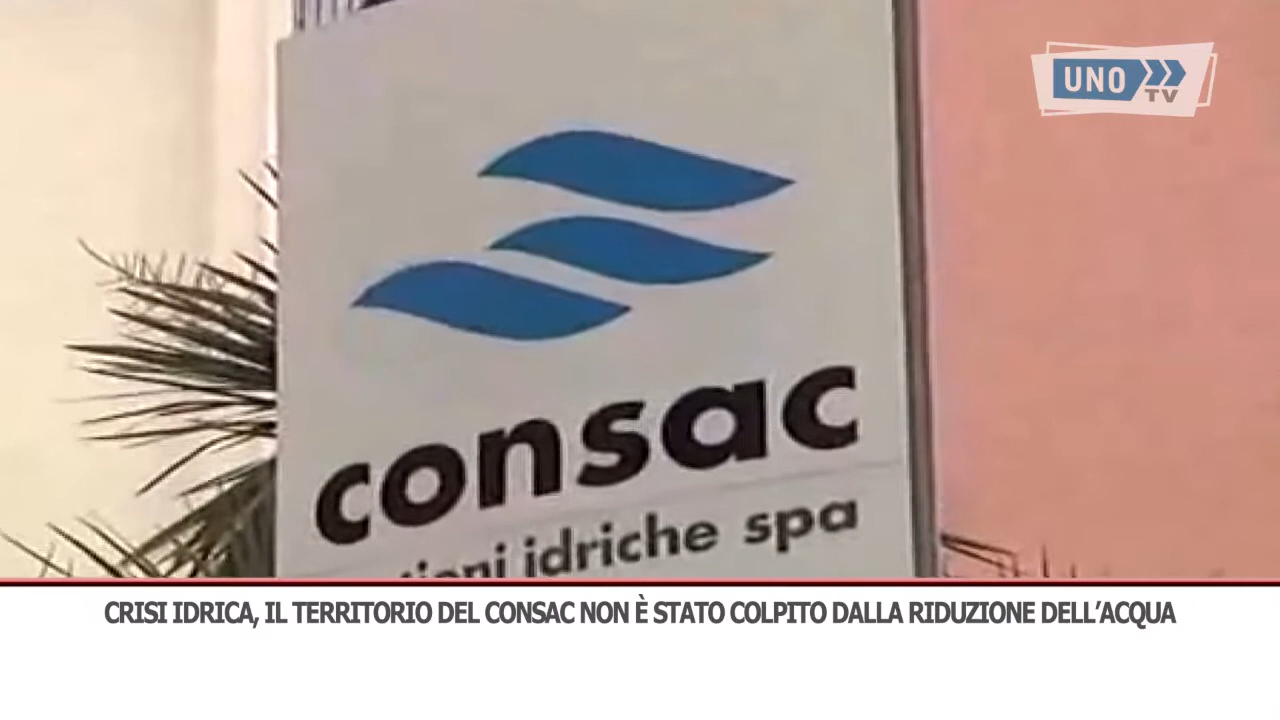 UNO
TV
consac
idriche spa
CRISI IDRICA, IL TERRITORIO DEL CONSAC NON È STATO COLPITO DALLA RIDUZIONE DELL'ACQUA